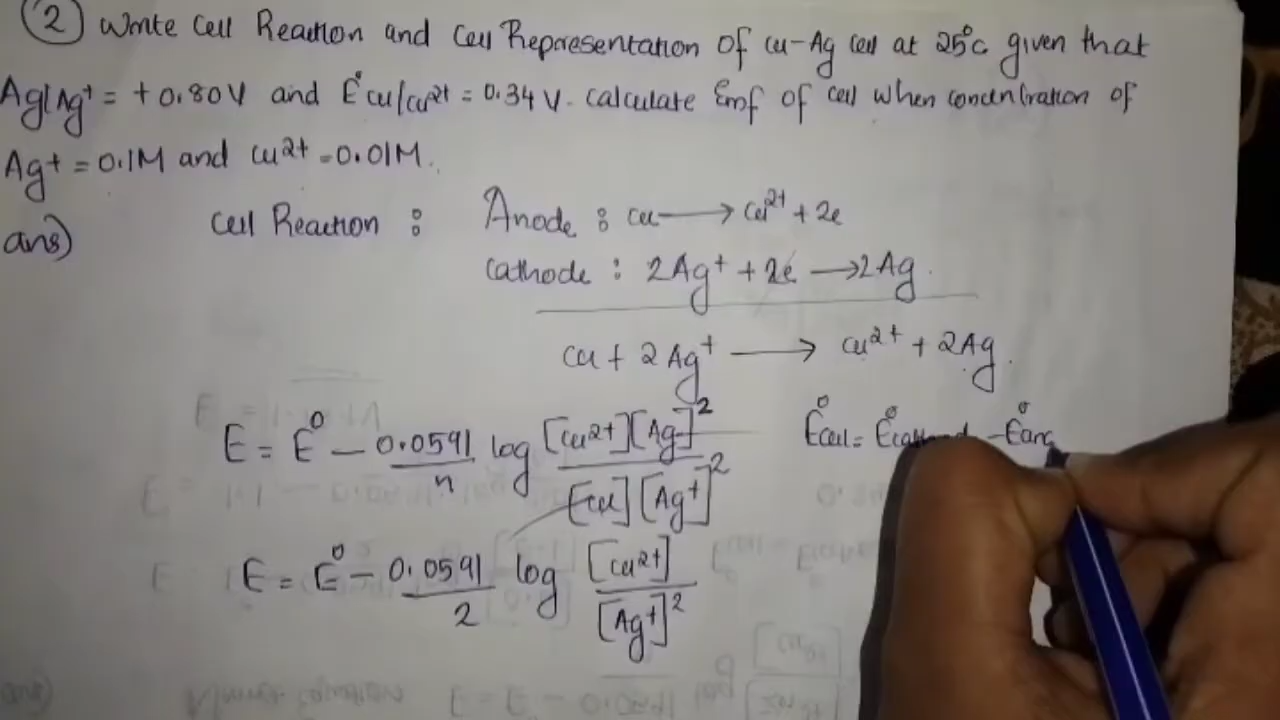 2 Write Cell Reaction and Cell Representation of Cu-Ag Cell at 25°C given that
Ag|Ag+ = +0.80V and E°Cu/Cu2+ = 0.34 V. Calculate Emf of cell when concentration of
Ag+ = 0.1M and Cu2+ = 0.01M.
ans) Cell Reaction : Anode : Cu ⟶ Cu2+ + 2e
Cathode : 2Ag+ + 2e ⟶ 2Ag.
Cu + 2Ag+ ⟶ Cu2+ + 2Ag.
E = E° - 0.0591/n log [Cu2+][Ag]2/[Cu][Ag+]2
E°cell =
E = E° - 0.0591/2 log [Cu2+]/[Ag+]2